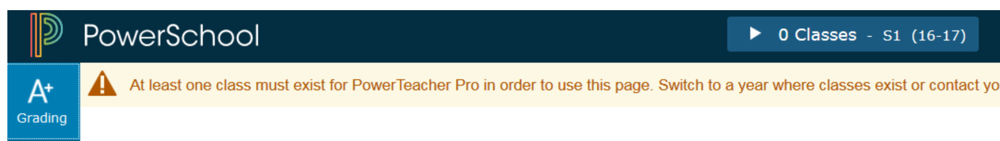 PowerSchool
0 Classes - S1 (16-17)
At least one class must exist for PowerTeacher Pro in order to use this page. Switch to a year where classes exist or contact yo
A+
Grading